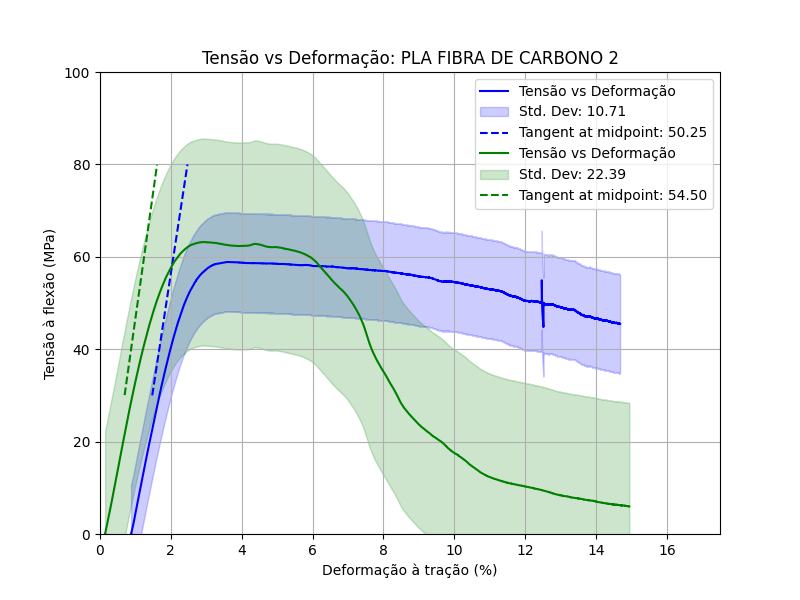 Tensão vs Deformação: PLA FIBRA DE CARBONO 2
100
80
60
40
20
0
Tensão à flexão (MPa)
Tensão vs Deformação
Std. Dev: 10.71
Tangent at midpoint: 50.25
Tensão vs Deformação
Std. Dev: 22.39
Tangent at midpoint: 54.50
0 2 4 6 8 10 12 14 16
Deformação à tração (%)